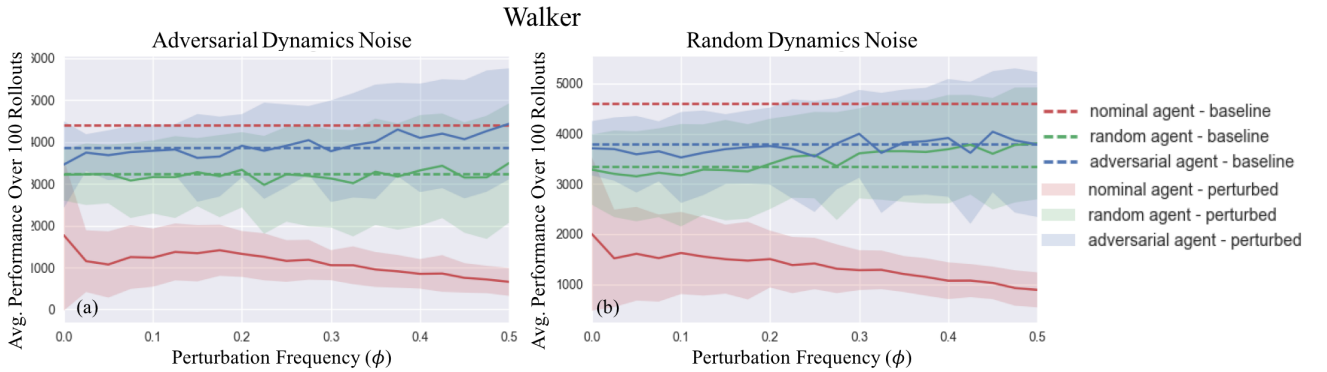 Walker
Adversarial Dynamics Noise
Avg. Performance Over 100 Rollouts
6000
5000
4000
3000
2000
1000
0
(a)
0.0 0.1 0.2 0.3 0.4 0.5
Perturbation Frequency (ϕ)
Random Dynamics Noise
Avg. Performance Over 100 Rollouts
5000
4000
3000
2000
1000
(b)
0.0 0.1 0.2 0.3 0.4 0.5
Perturbation Frequency (ϕ)
nominal agent - baseline
random agent - baseline
adversarial agent - baseline
nominal agent - perturbed
random agent - perturbed
adversarial agent - perturbed